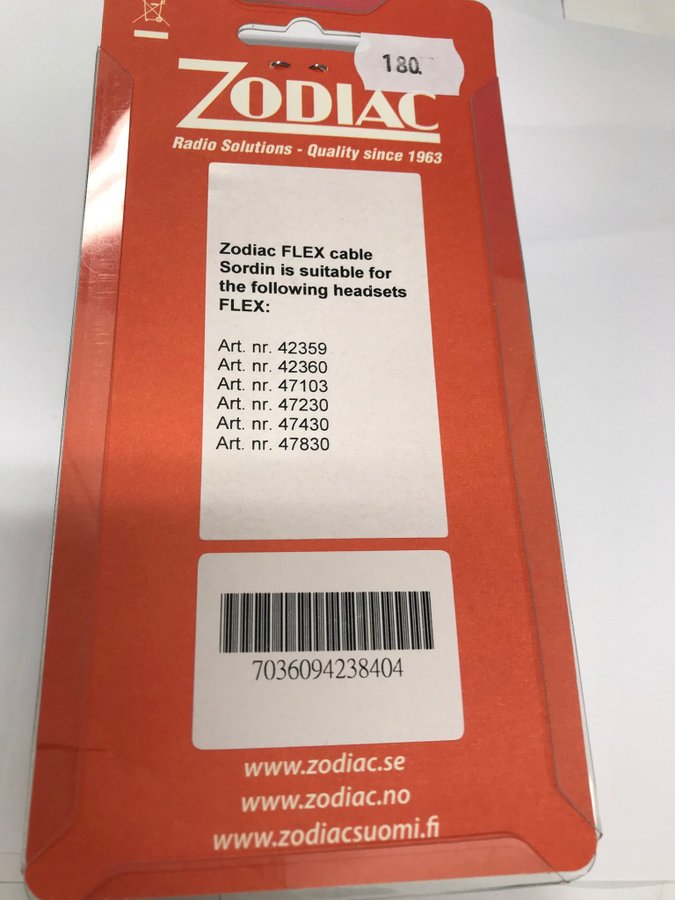 180.
ZODIAC
Radio Solutions - Quality since 1963
Zodiac FLEX cable
Sordin is suitable for
the following headsets
FLEX:
Art. nr. 42359
Art. nr. 42360
Art. nr. 47103
Art. nr. 47230
Art. nr. 47430
Art. nr. 47830
7036094238404
www.zodiac.se
www.zodiac.no
www.zodiacsuomi.fi